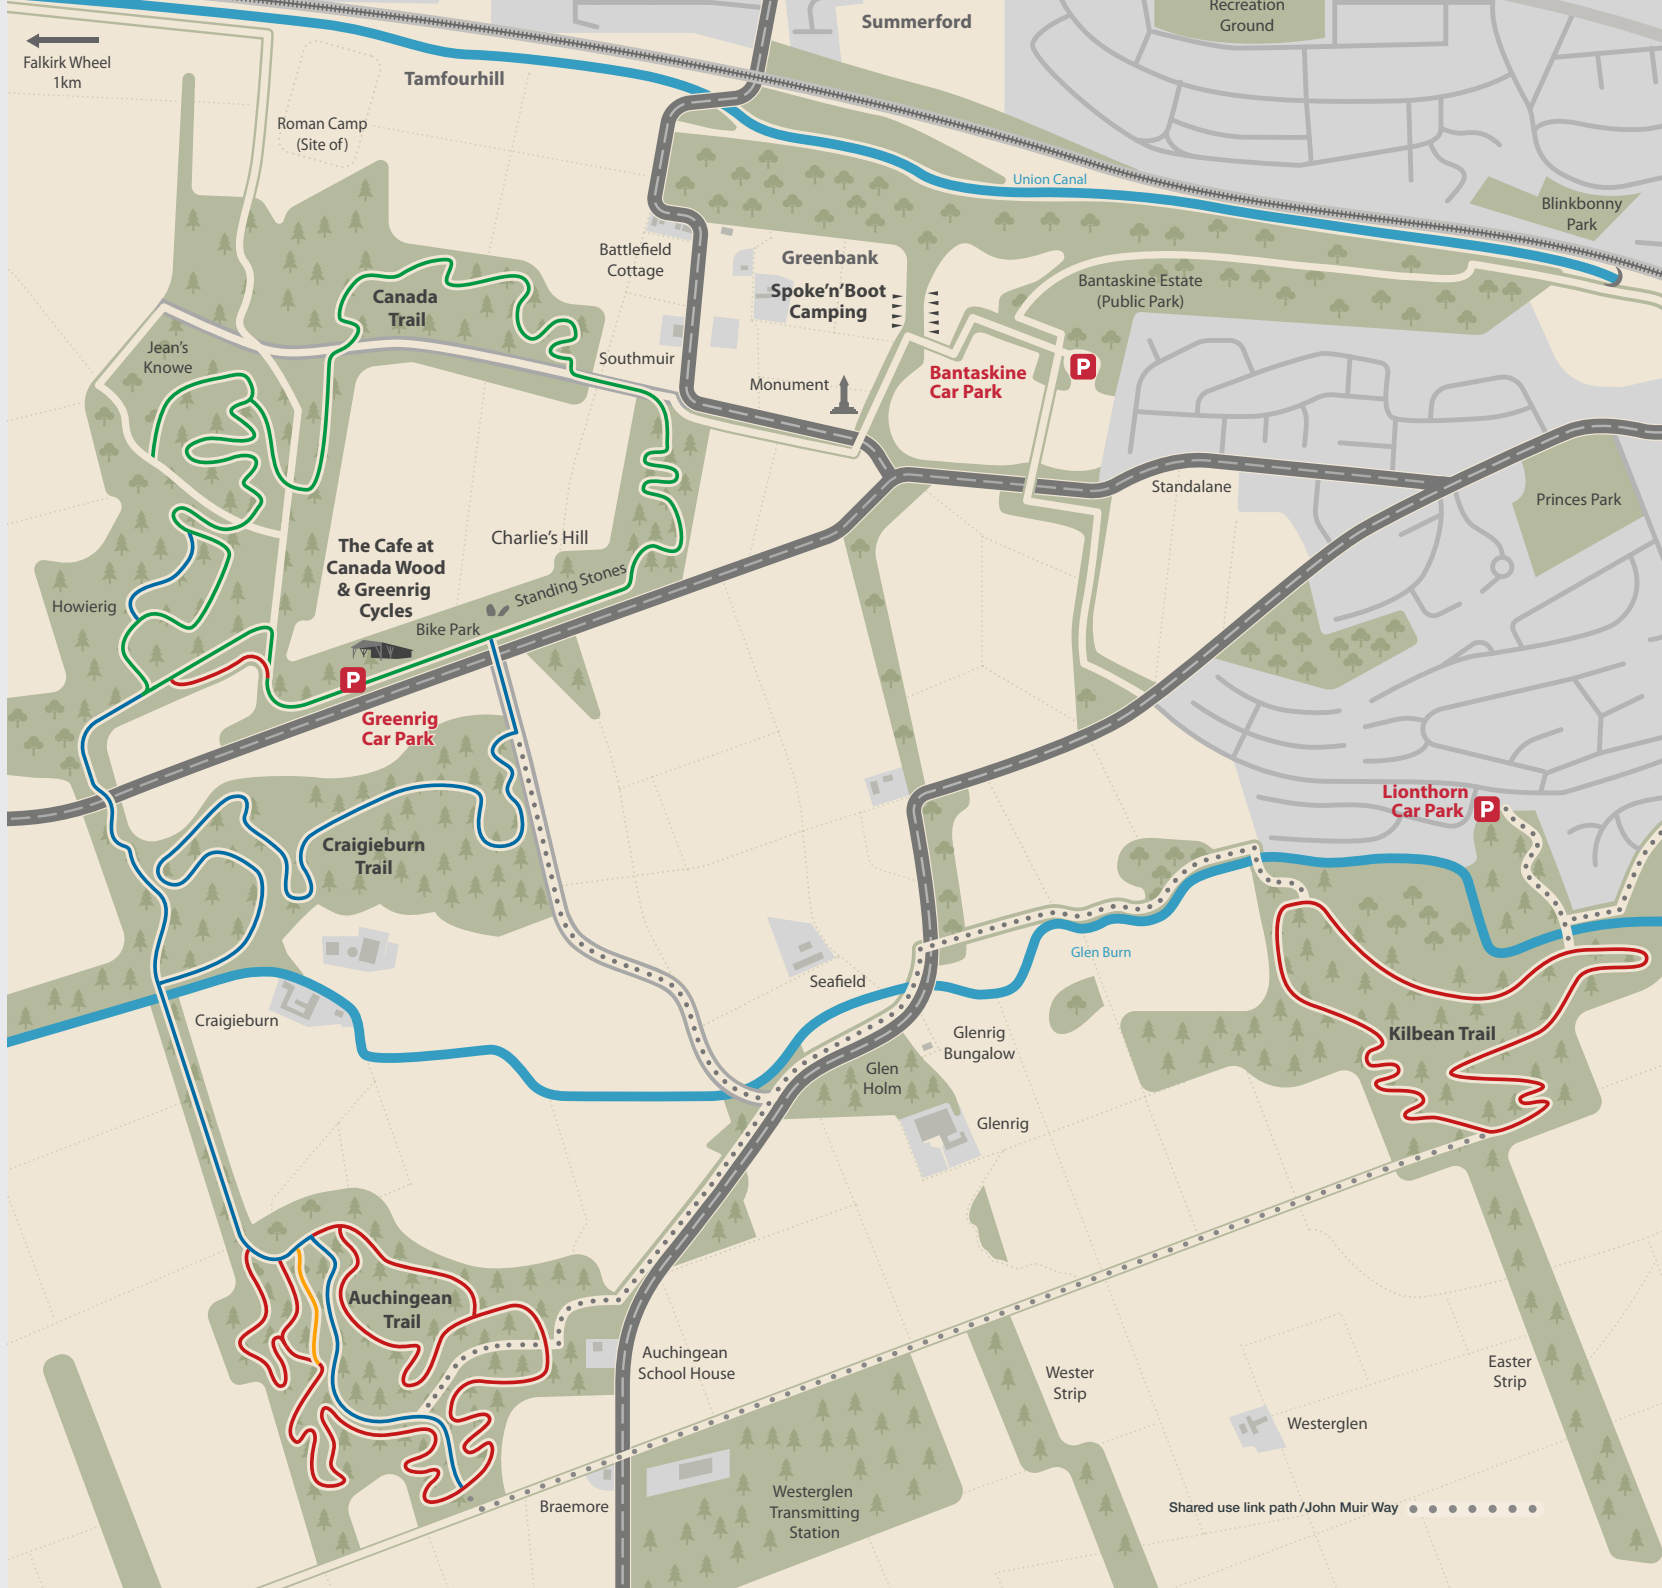 Recreation
Ground
Summerford
Falkirk Wheel
1km
Tamfourhill
Roman Camp
(Site of)
Union Canal
Blinkbonny
Park
Battlefield
Cottage
Greenbank
Spoke'n'Boot
Camping
Bantaskine Estate
(Public Park)
Canada
Trail
Jean's
Knowe
Southmuir
Monument
P
Bantaskine
Car Park
Standalane
Princes Park
The Cafe at
Canada Wood
& Greenrig
Cycles
Charlie's Hill
Standing Stones
Howierig
Bike Park
P
Greenrig
Car Park
Lionthorn
Car Park
P
Craigieburn
Trail
Glen Burn
Seafield
Craigieburn
Glenrig
Bungalow
Kilbean Trail
Glen
Holm
Glenrig
Auchingean
Trail
Auchingean
School House
Wester
Strip
Easter
Strip
Westerglen
Braemore
Westerglen
Transmitting
Station
Shared use link path/John Muir Way